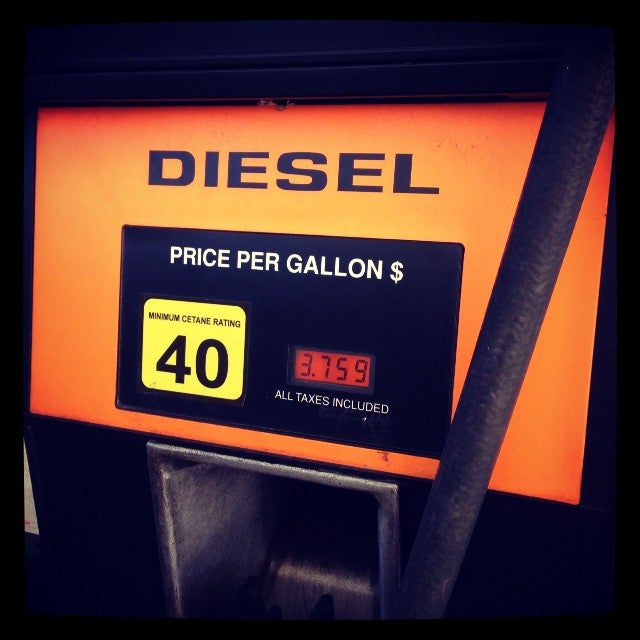 DIESEL
PRICE PER GALLON $
MINIMUM CETANE RATING
40
3.759
ALL TAXES INCLUDED